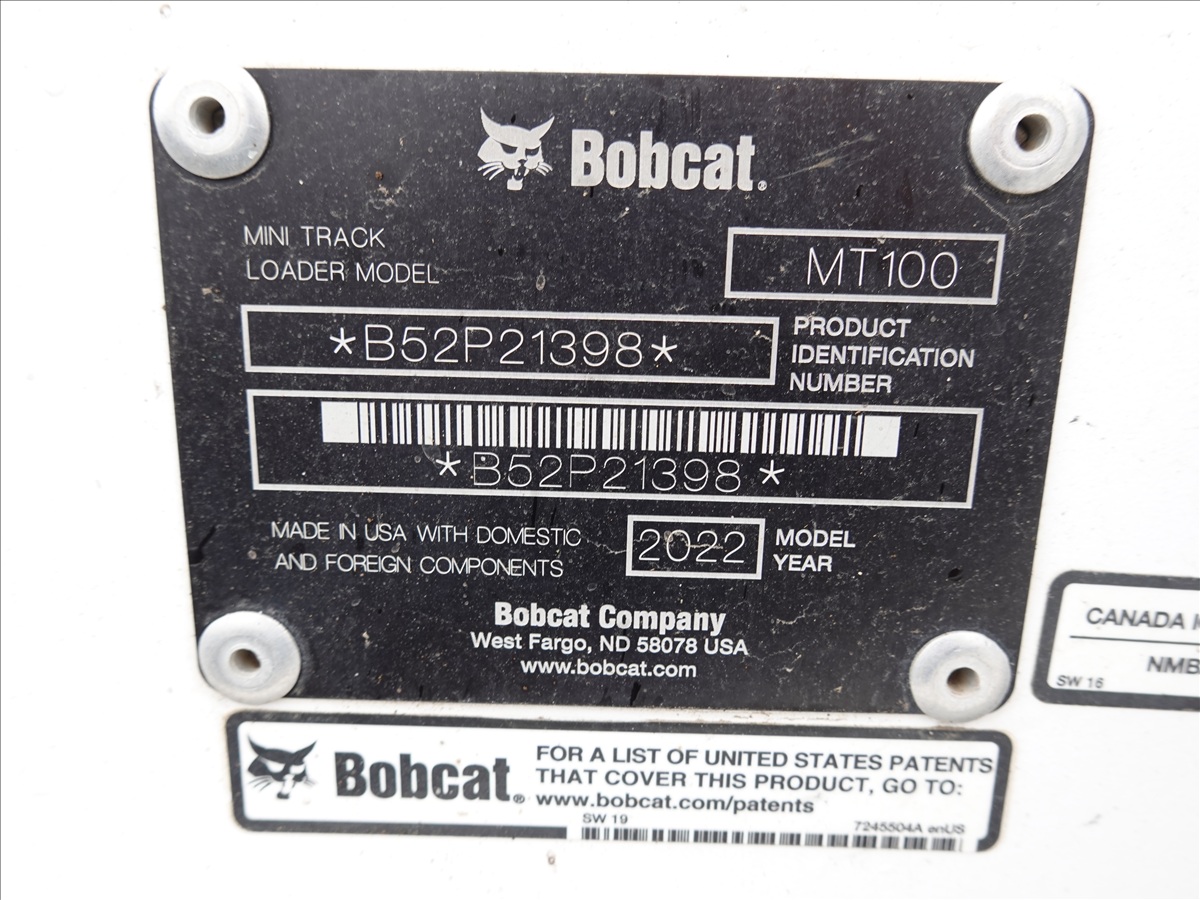 Bobcat®
MINI TRACK
LOADER MODEL
MT100
*B52P21398*
PRODUCT
IDENTIFICATION
NUMBER
*B52P21398*
MADE IN USA WITH DOMESTIC
AND FOREIGN COMPONENTS
2022
MODEL
YEAR
Bobcat Company
West Fargo, ND 58078 USA
www.bobcat.com
CANADA
NMB
SW 16
Bobcat®
FOR A LIST OF UNITED STATES PATENTS
THAT COVER THIS PRODUCT, GO TO:
www.bobcat.com/patents
SW 19
7245504A enUS